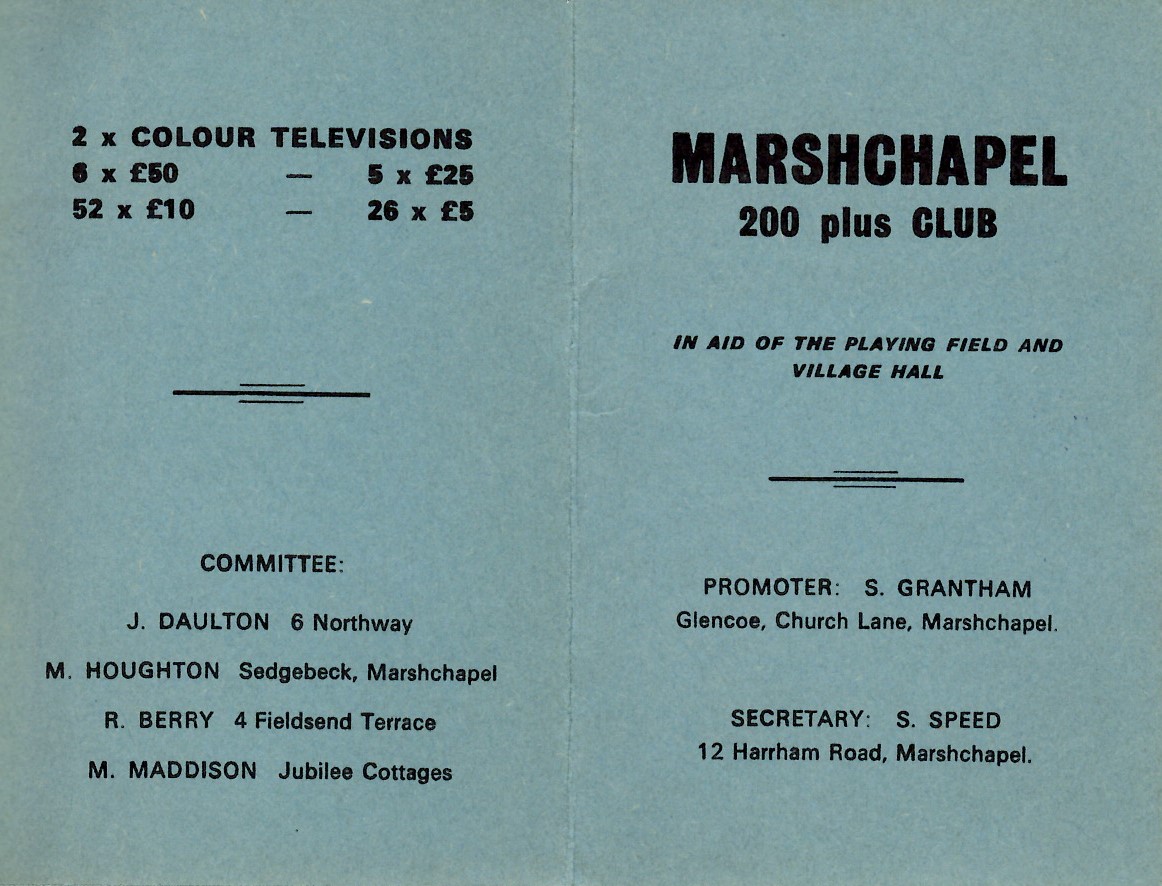 2 x COLOUR TELEVISIONS
6 x £50 — 5 x £25
52 x £10 — 26 x £5
COMMITTEE:
J. DAULTON 6 Northway
M. HOUGHTON Sedgebeck, Marshchapel
R. BERRY 4 Fieldsend Terrace
M. MADDISON Jubilee Cottages
MARSHCHAPEL
200 plus CLUB
IN AID OF THE PLAYING FIELD AND
VILLAGE HALL
PROMOTER: S. GRANTHAM
Glencoe, Church Lane, Marshchapel.
SECRETARY: S. SPEED
12 Harrham Road, Marshchapel.